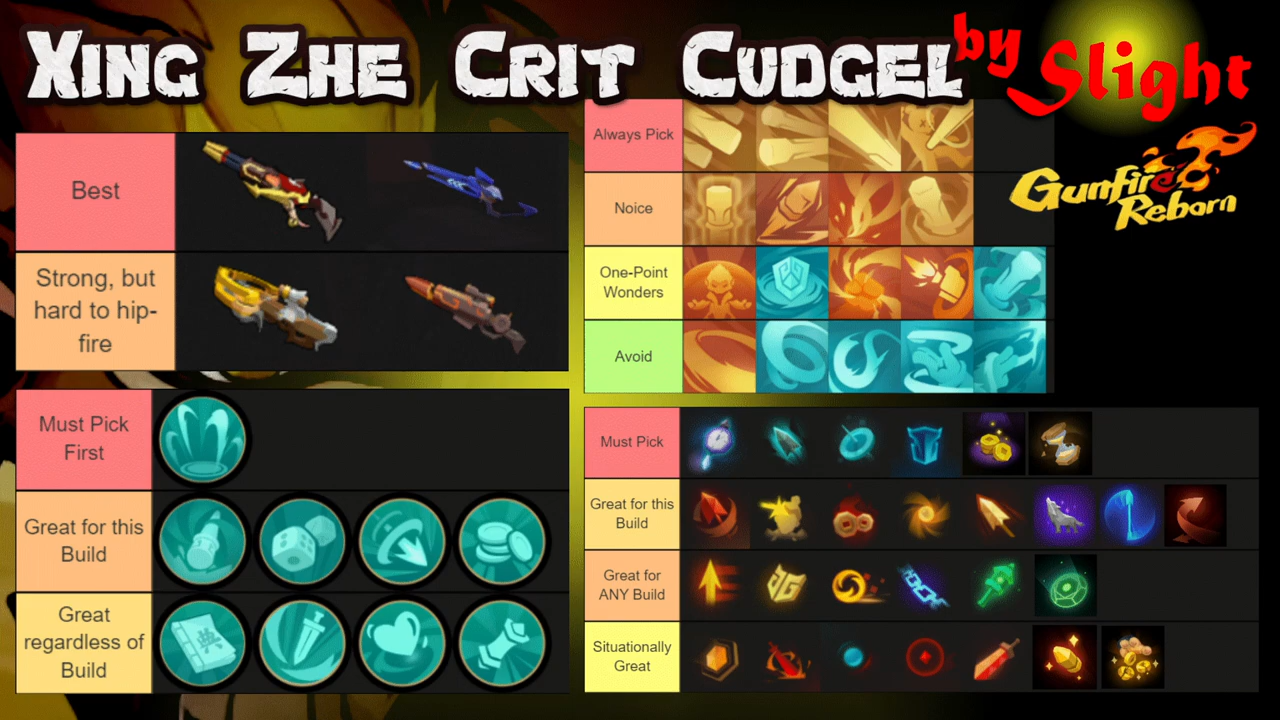 Xing Zhe Crit Cudgel by Slight
Gunfire
Reborn
Best
Strong, but
hard to hip-
fire
Always Pick
Noice
One-Point
Wonders
Avoid
Must Pick
First
Great for this
Build
Great
regardless of
Build
Must Pick
Great for this
Build
Great for
ANY Build
Situationally
Great